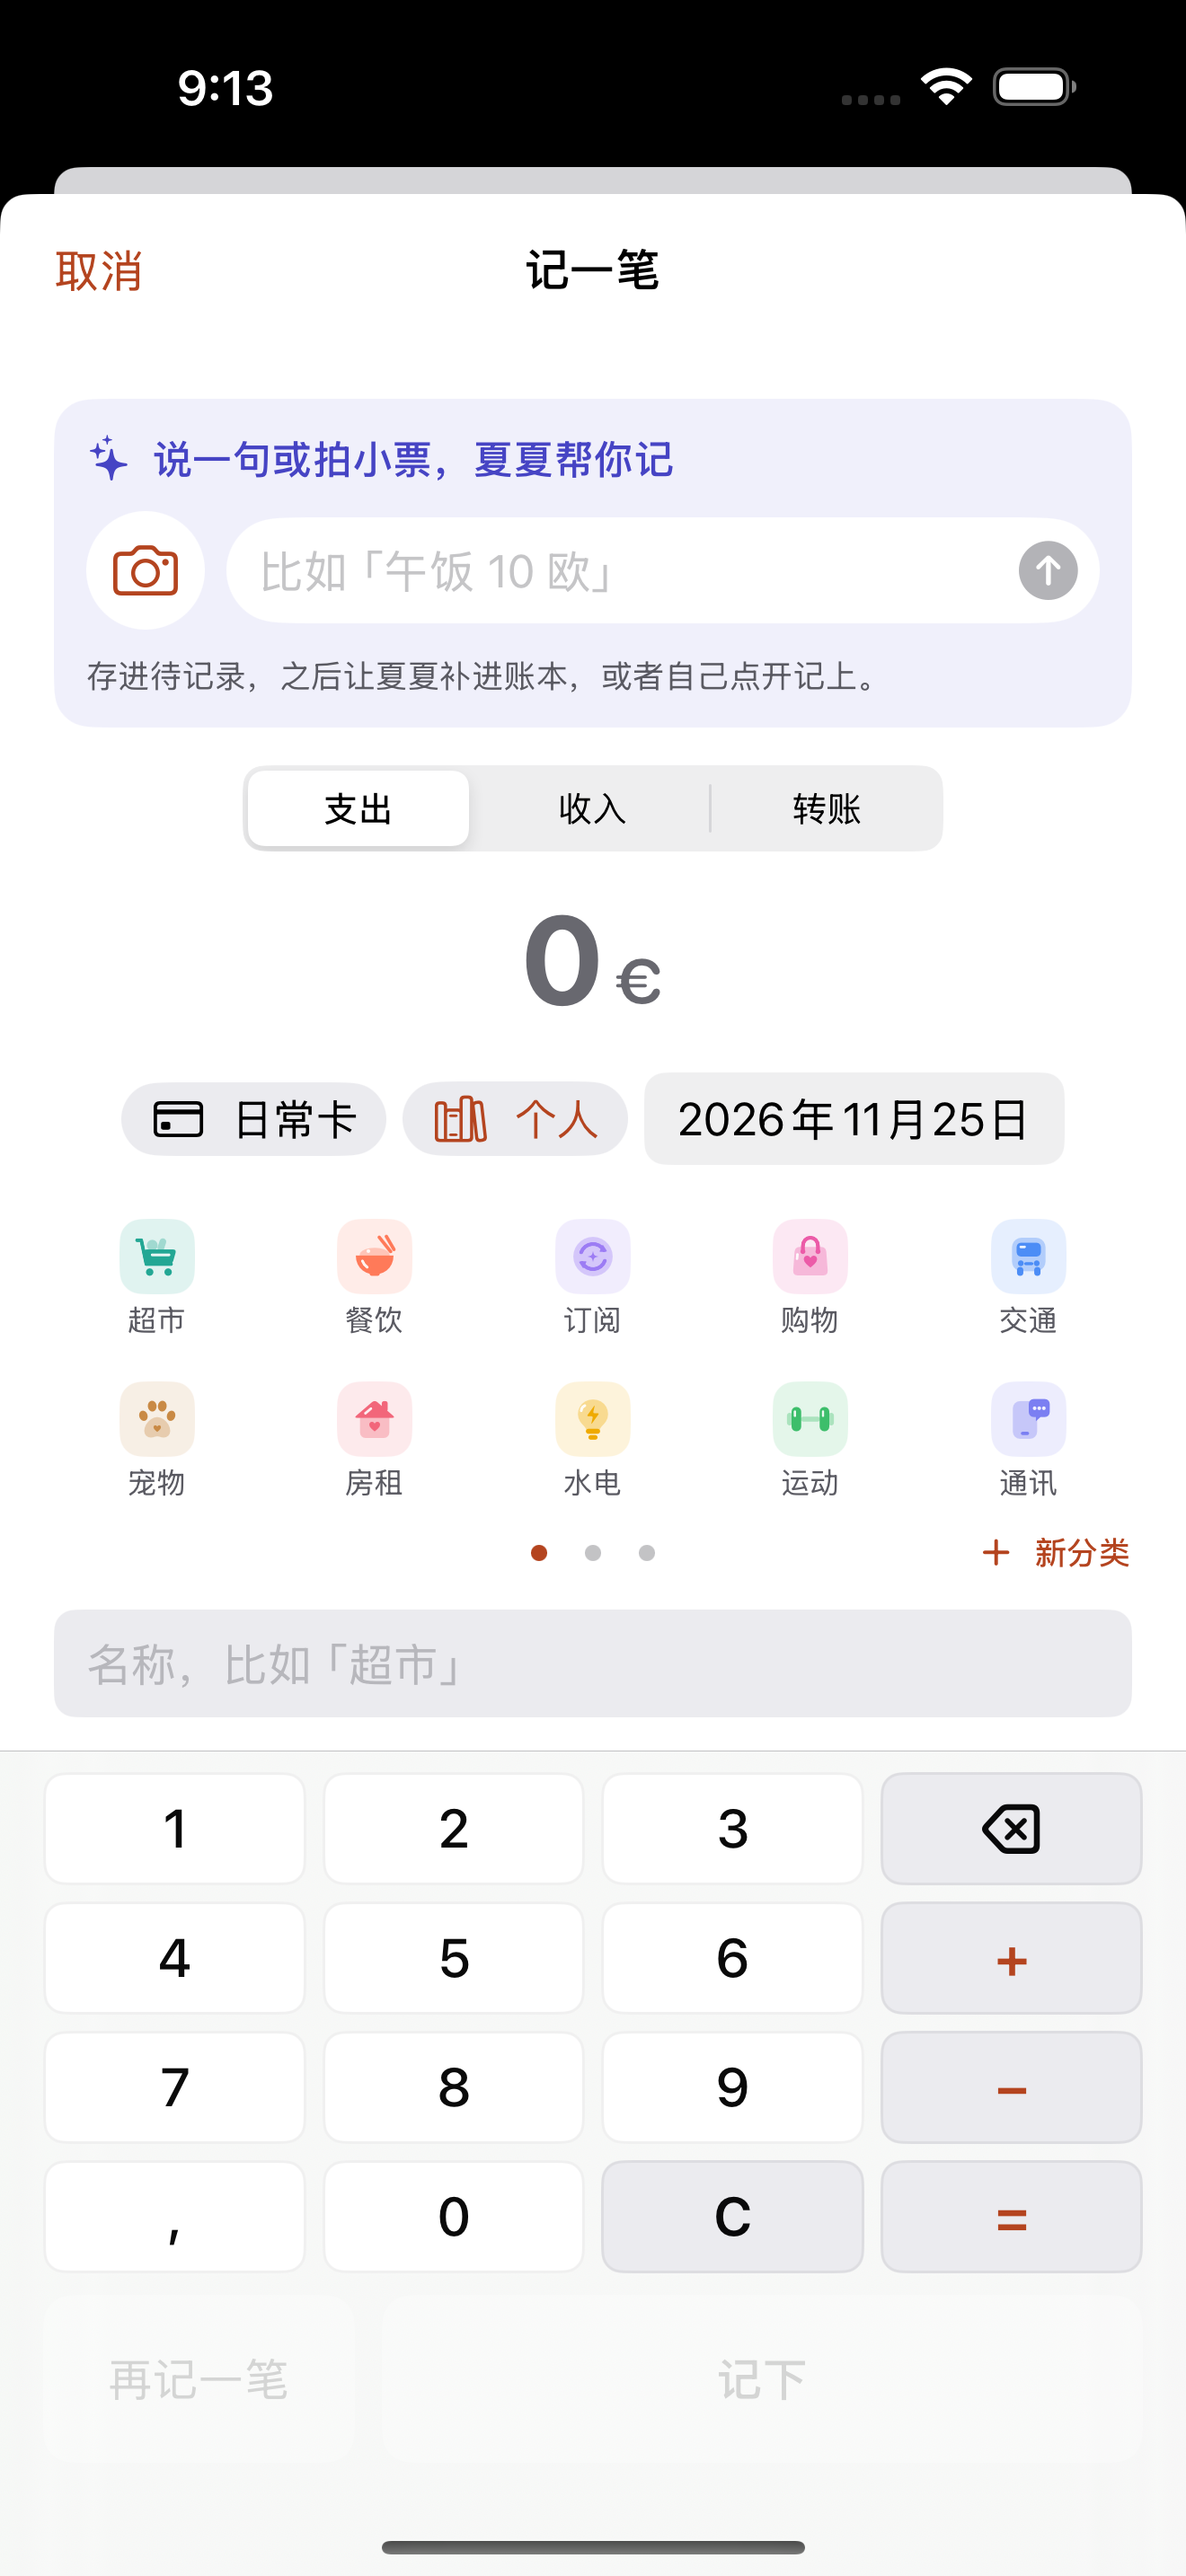 9:13
取消
记一笔
说一句或拍小票，夏夏帮你记
比如「午饭 10 欧」
存进待记录，之后让夏夏补进账本，或者自己点开记上。
支出 收入 转账
0 €
日常卡 个人 2026年11月25日
超市 餐饮 订阅 购物 交通
宠物 房租 水电 运动 通讯
+ 新分类
名称，比如「超市」
1 2 3
4 5 6 +
7 8 9 −
, 0 C =
再记一笔 记下